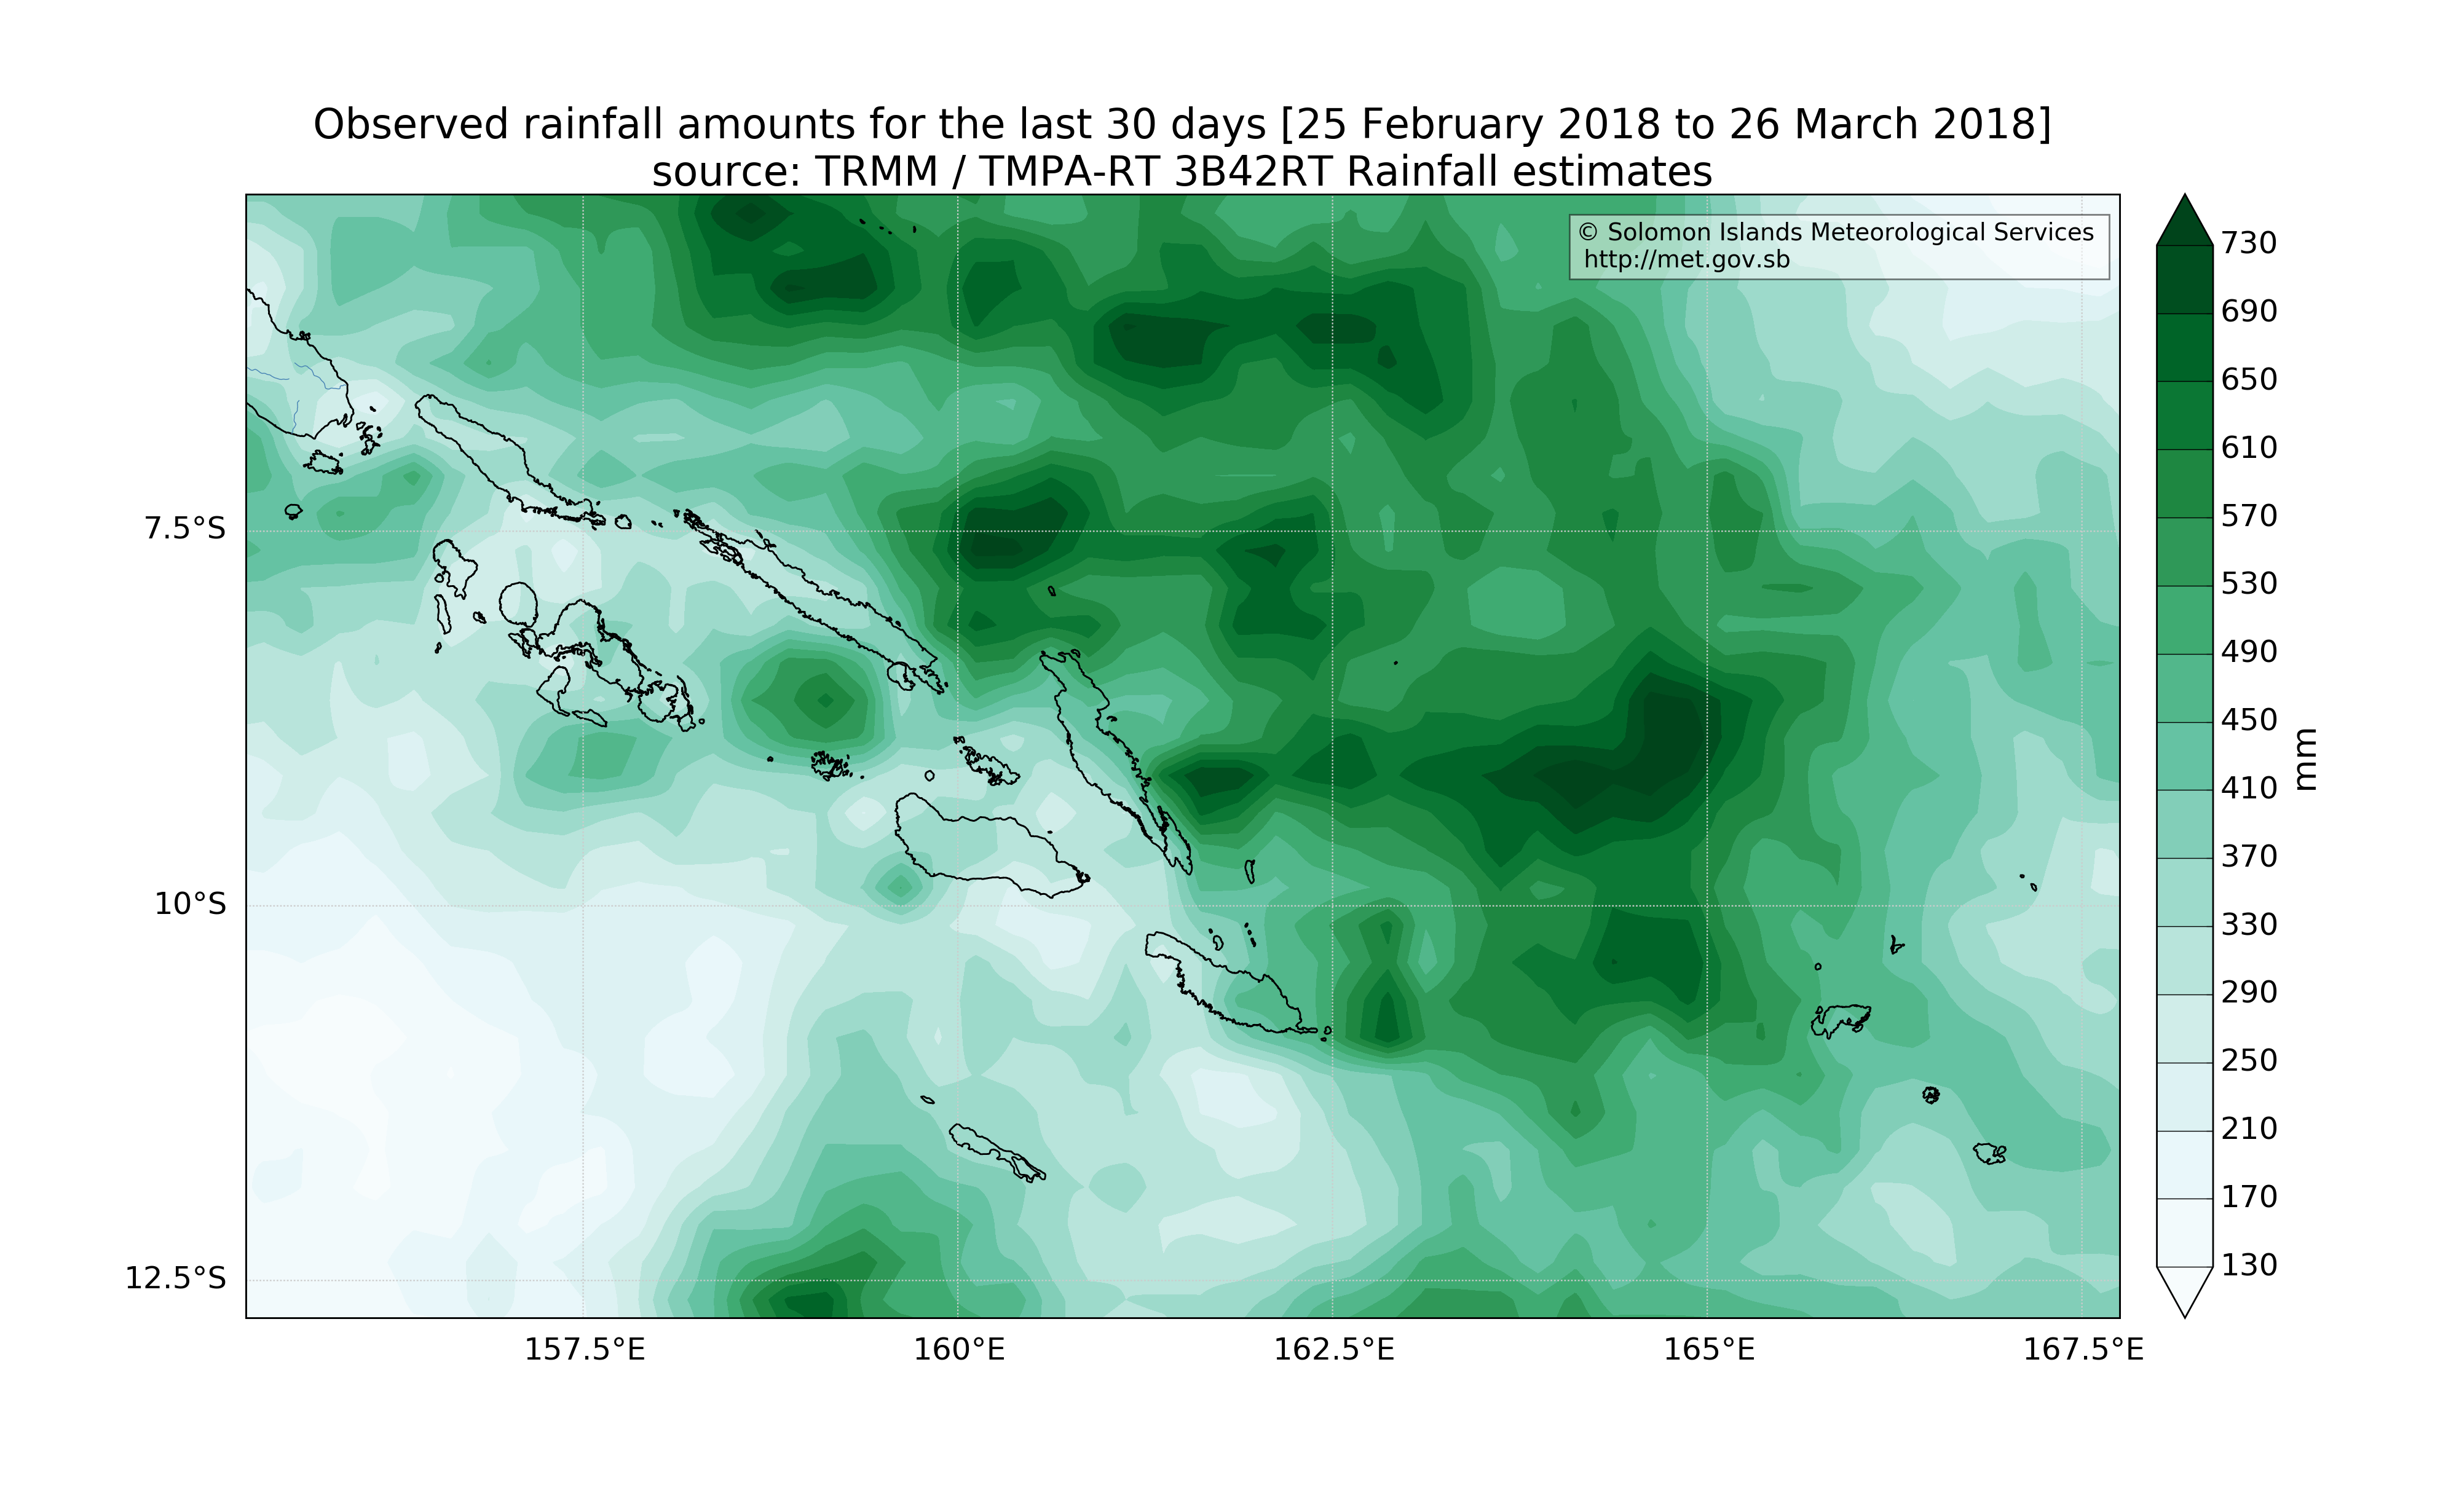 Observed rainfall amounts for the last 30 days [25 February 2018 to 26 March 2018]
source: TRMM / TMPA-RT 3B42RT Rainfall estimates
© Solomon Islands Meteorological Services
http://met.gov.sb
7.5°S
10°S
12.5°S
157.5°E
160°E
162.5°E
165°E
167.5°E
730
690
650
610
570
530
490
450
410
370
330
290
250
210
170
130
mm